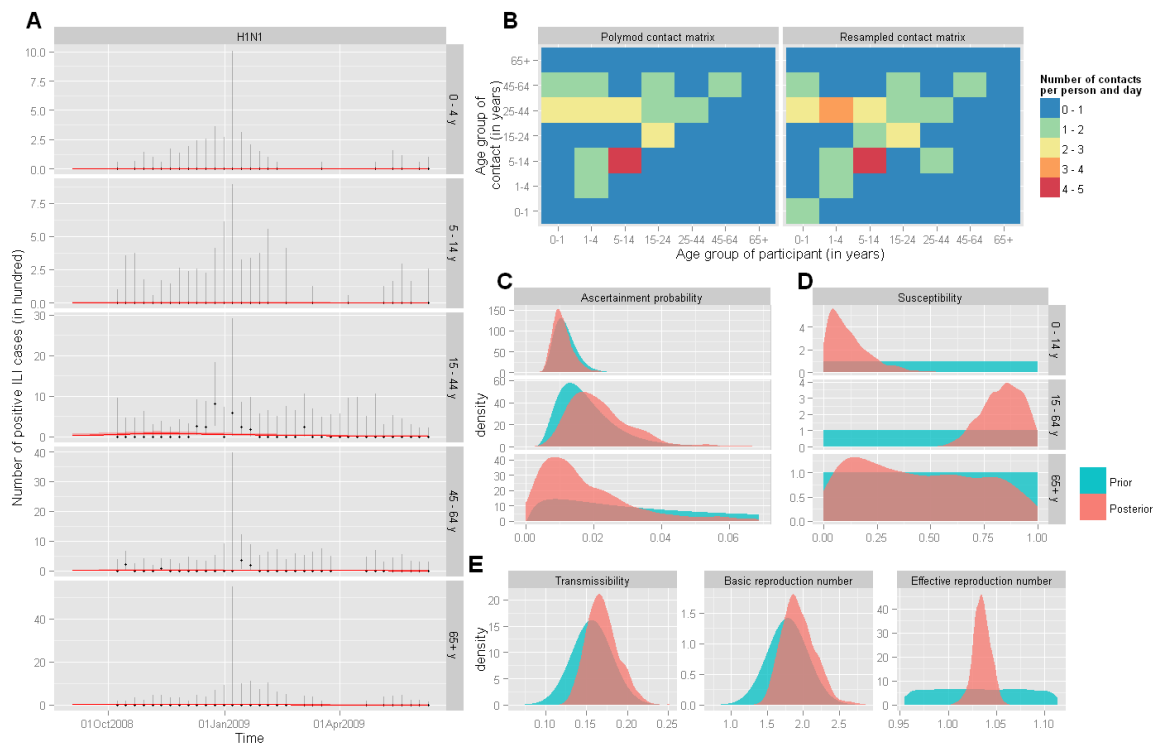 A
H1N1
Number of positive ILI cases (in hundred)
10.0
7.5
5.0
2.5
0.0
0 - 4 y
7.5
5.0
2.5
0.0
5 - 14 y
30
20
10
0
15 - 44 y
40
30
20
10
0
45 - 64 y
40
20
0
65+ y
01Oct2008
01Jan2009
01Apr2009
Time
B
Polymod contact matrix
Resampled contact matrix
Age group of
contact (in years)
65+
45-64
25-44
15-24
5-14
1-4
0-1
0-1
1-4
5-14
15-24
25-44
45-64
65+
0-1
1-4
5-14
15-24
25-44
45-64
65+
Age group of participant (in years)
Number of contacts
per person and day
0 - 1
1 - 2
2 - 3
3 - 4
4 - 5
C
Ascertainment probability
density
150
100
50
0
60
40
20
0
50
40
30
20
10
0
0.00
0.02
0.04
0.06
D
Susceptibility
4
2
0
0 - 14 y
4
3
2
1
0
15 - 64 y
1.0
0.5
0.0
65+ y
0.00
0.25
0.50
0.75
1.00
Prior
Posterior
E
Transmissibility
density
20
15
10
5
0
0.10
0.15
0.20
0.25
Basic reproduction number
1.5
1.0
0.5
0.0
1.0
1.5
2.0
2.5
Effective reproduction number
40
30
20
10
0
0.95
1.00
1.05
1.10